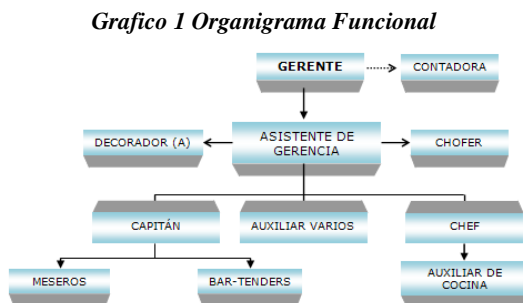 Grafico 1 Organigrama Funcional
GERENTE
CONTADORA
DECORADOR (A)
ASISTENTE DE
GERENCIA
CHOFER
CAPITÁN
AUXILIAR VARIOS
CHEF
MESEROS
BAR-TENDERS
AUXILIAR DE
COCINA